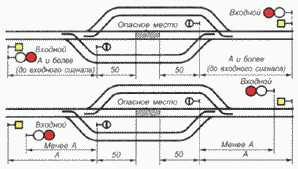 Входной
Опасное место
Входной
А и более
(до входного сигнала)
50
50
А и более
(до входного сигнала)
Входной
Опасное место
Входной
Менее А
50
50
Менее А
А
А